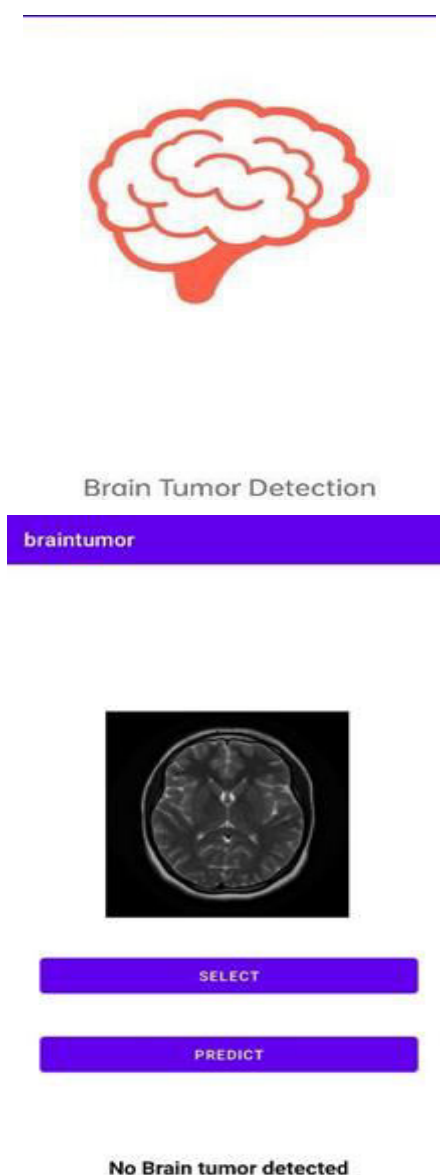 Brain Tumor Detection
braintumor
SELECT
PREDICT
No Brain tumor detected